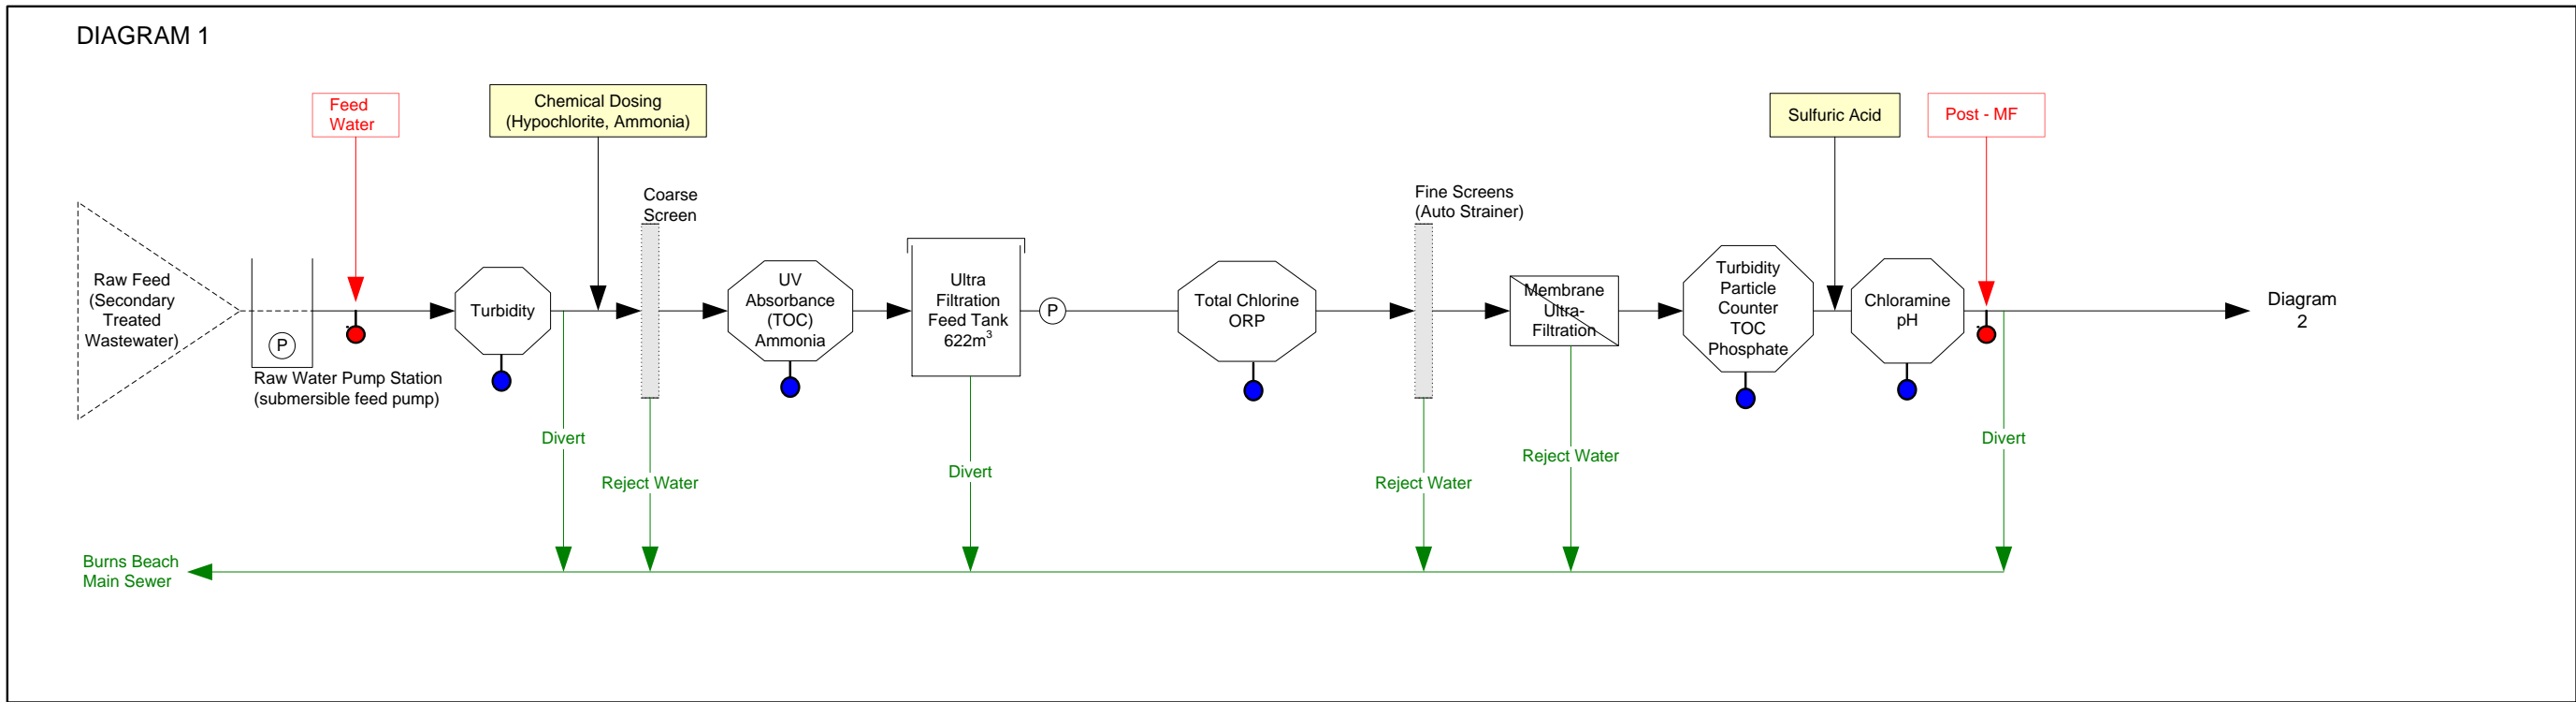 DIAGRAM 1
Feed
Water
Chemical Dosing
(Hypochlorite, Ammonia)
Sulfuric Acid
Post - MF
Coarse
Screen
Fine Screens
(Auto Strainer)
Raw Feed
(Secondary
Treated
Wastewater)
P
Raw Water Pump Station
(submersible feed pump)
Turbidity
UV
Absorbance
(TOC)
Ammonia
Ultra
Filtration
Feed Tank
622m³
P
Total Chlorine
ORP
Membrane
Ultra-
Filtration
Turbidity
Particle
Counter
TOC
Phosphate
Chloramine
pH
Diagram
2
Divert
Reject Water
Divert
Reject Water
Reject Water
Divert
Burns Beach
Main Sewer